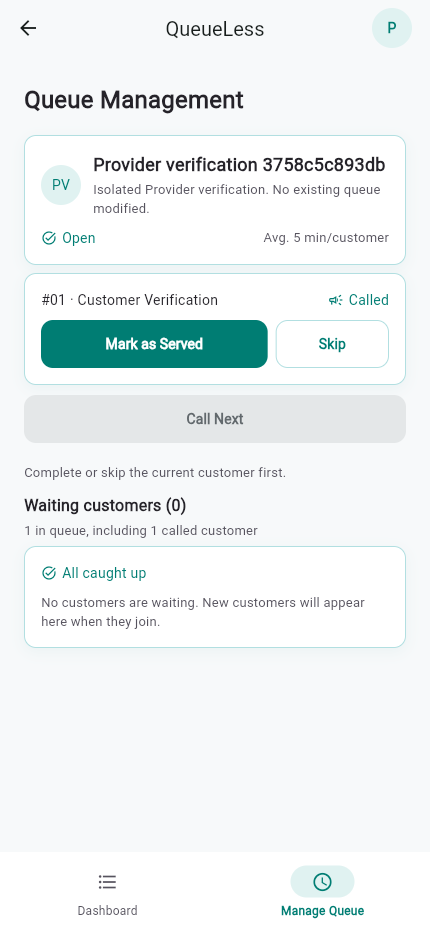 QueueLess
P
Queue Management
PV
Provider verification 3758c5c893db
Isolated Provider verification. No existing queue
modified.
Open
Avg. 5 min/customer
#01 · Customer Verification
Called
Mark as Served
Skip
Call Next
Complete or skip the current customer first.
Waiting customers (0)
1 in queue, including 1 called customer
All caught up
No customers are waiting. New customers will appear
here when they join.
Dashboard
Manage Queue